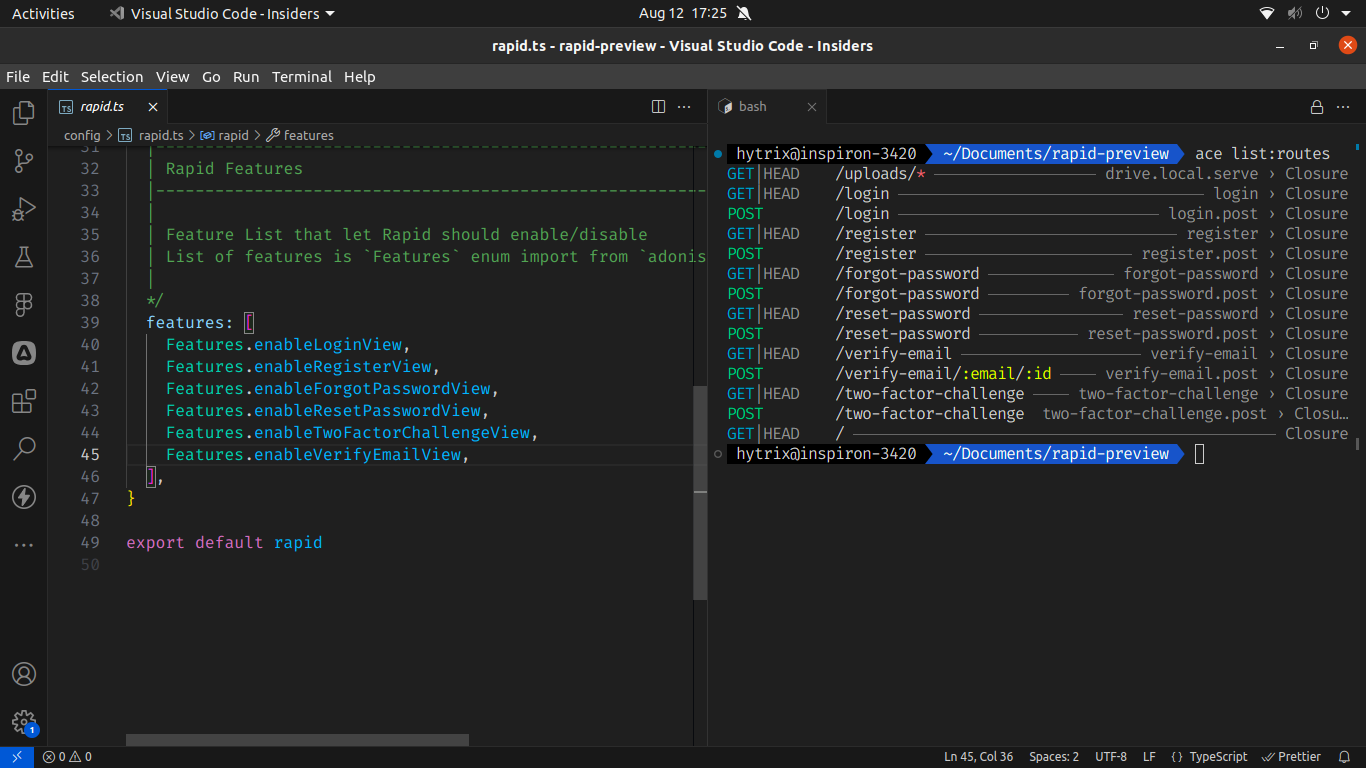 Activities
Visual Studio Code - Insiders
Aug 12 17:25
rapid.ts - rapid-preview - Visual Studio Code - Insiders
File Edit Selection View Go Run Terminal Help
TS rapid.ts
config > TS rapid.ts > rapid > features
31 |------------------------------------------------------
32 | Rapid Features
33 |------------------------------------------------------
34 |
35 | Feature List that let Rapid should enable/disable
36 | List of features is `Features` enum import from `adonis
37 |
38 */
39 features: [
40 Features.enableLoginView,
41 Features.enableRegisterView,
42 Features.enableForgotPasswordView,
43 Features.enableResetPasswordView,
44 Features.enableTwoFactorChallengeView,
45 Features.enableVerifyEmailView,
46 ],
47 }
48
49 export default rapid
50
bash
hytrix@inspiron-3420 ~/Documents/rapid-preview ace list:routes
GET|HEAD /uploads/* ────── drive.local.serve › Closure
GET|HEAD /login ────── login › Closure
POST /login ────── login.post › Closure
GET|HEAD /register ────── register › Closure
POST /register ────── register.post › Closure
GET|HEAD /forgot-password ────── forgot-password › Closure
POST /forgot-password ────── forgot-password.post › Closure
GET|HEAD /reset-password ────── reset-password › Closure
POST /reset-password ────── reset-password.post › Closure
GET|HEAD /verify-email ────── verify-email › Closure
POST /verify-email/:email/:id ──── verify-email.post › Closure
GET|HEAD /two-factor-challenge ─── two-factor-challenge › Closure
POST /two-factor-challenge two-factor-challenge.post › Closu…
GET|HEAD / ────── Closure
hytrix@inspiron-3420 ~/Documents/rapid-preview
1
0 0
Ln 45, Col 36 Spaces: 2 UTF-8 LF {} TypeScript Prettier